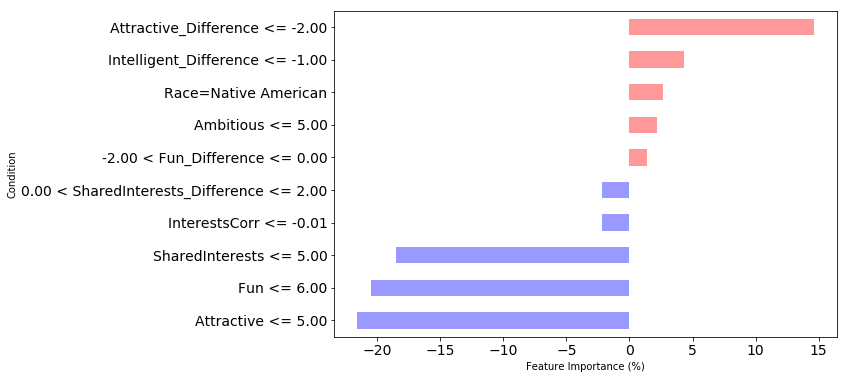 Attractive_Difference <= -2.00
Intelligent_Difference <= -1.00
Race=Native American
Ambitious <= 5.00
-2.00 < Fun_Difference <= 0.00
0.00 < SharedInterests_Difference <= 2.00
InterestsCorr <= -0.01
SharedInterests <= 5.00
Fun <= 6.00
Attractive <= 5.00
Condition
−20 −15 −10 −5 0 5 10 15
Feature Importance (%)